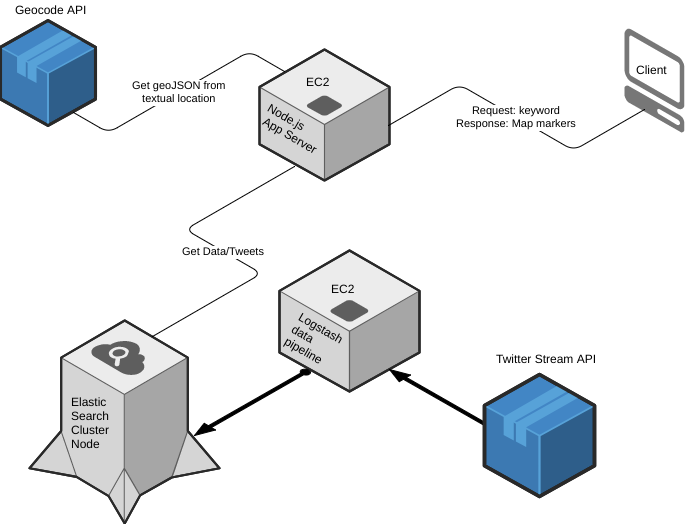 Geocode API
EC2
Client
Get geoJSON from
textual location
Node.js
App Server
Request: keyword
Response: Map markers
Get Data/Tweets
EC2
Logstash
data
pipeline
Twitter Stream API
Elastic
Search
Cluster
Node